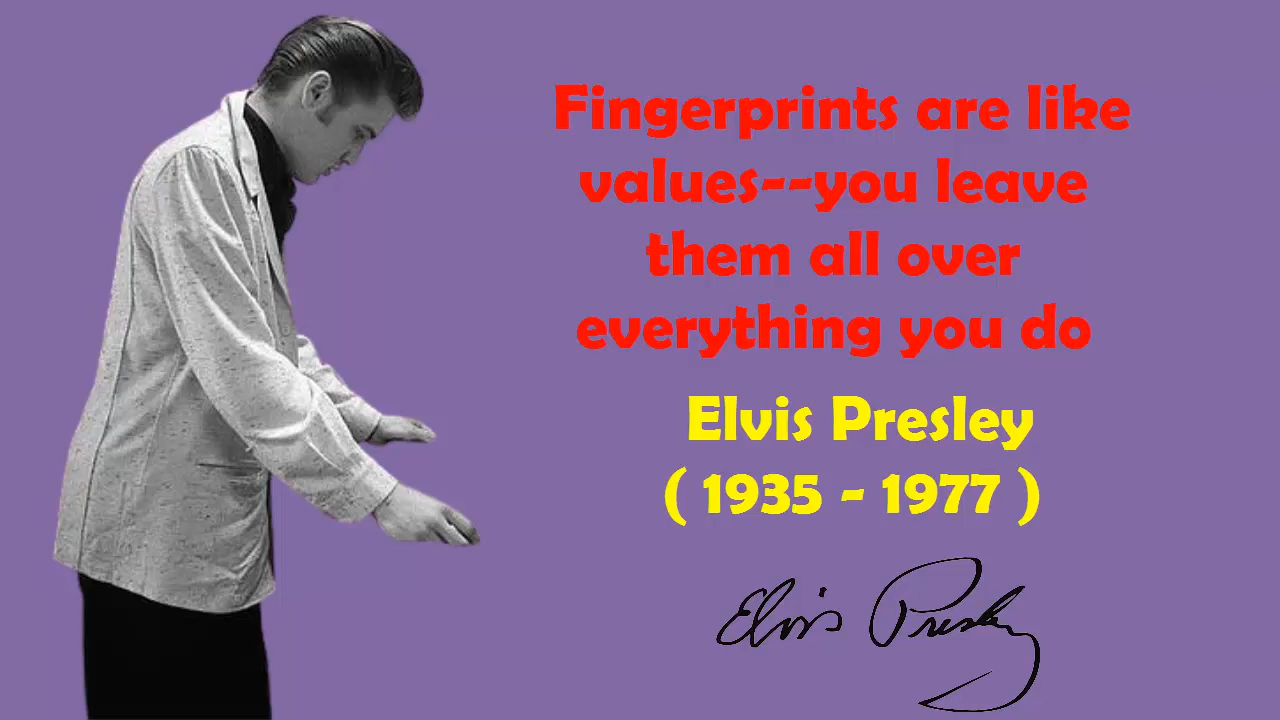 Fingerprints are like
values--you leave
them all over
everything you do
Elvis Presley
( 1935 - 1977 )
Elvis Presley